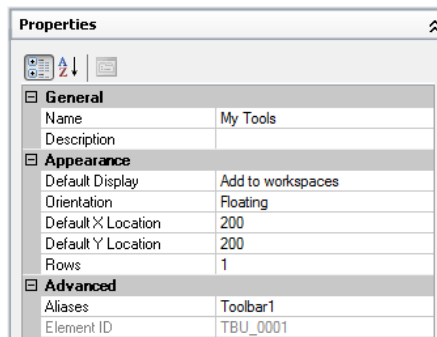 Properties
General
Name My Tools
Description
Appearance
Default Display Add to workspaces
Orientation Floating
Default X Location 200
Default Y Location 200
Rows 1
Advanced
Aliases Toolbar1
Element ID TBU_0001